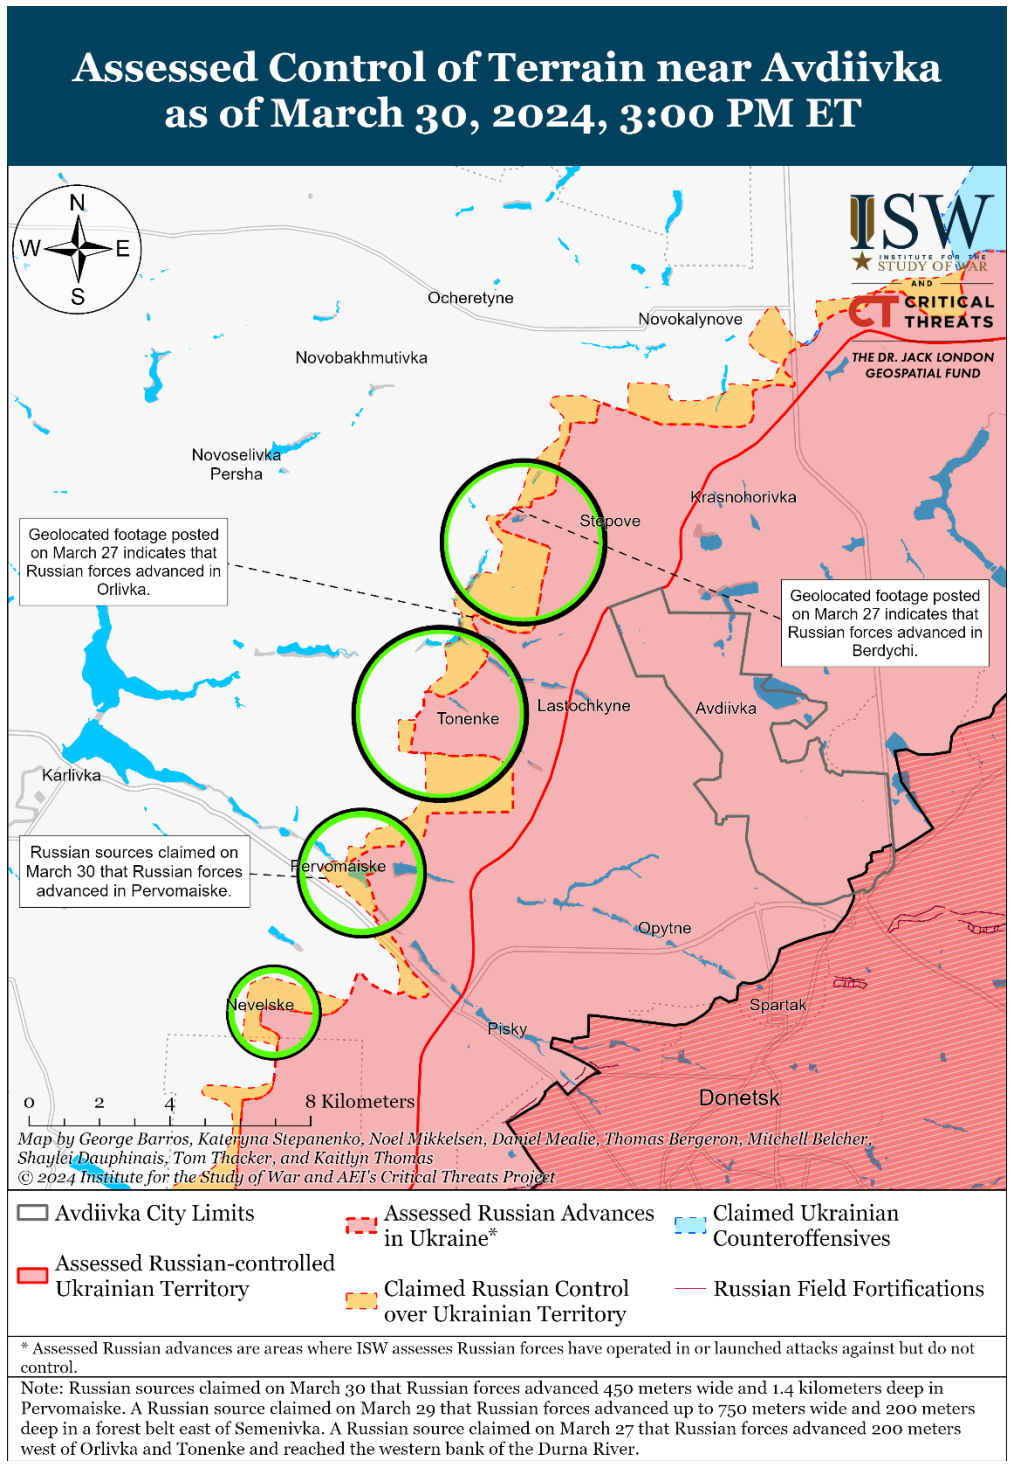 Assessed Control of Terrain near Avdiivka
as of March 30, 2024, 3:00 PM ET
N
W
E
S
ISW
INSTITUTE FOR THE
STUDY OF WAR
AND
CT CRITICAL
THREATS
THE DR. JACK LONDON
GEOSPATIAL FUND
Ocheretyne
Novokalynove
Novobakhmutivka
Novoselivka
Persha
Krasnohorivka
Stepove
Geolocated footage posted
on March 27 indicates that
Russian forces advanced in
Orlivka.
Geolocated footage posted
on March 27 indicates that
Russian forces advanced in
Berdychi.
Tonenke
Lastochkyne
Avdiivka
Karlivka
Russian sources claimed on
March 30 that Russian forces
advanced in Pervomaiske.
Pervomaiske
Opytne
Nevelske
Pisky
Spartak
Donetsk
0 2 4 8 Kilometers
Map by George Barros, Kateryna Stepanenko, Noel Mikkelsen, Daniel Mealie, Thomas Bergeron, Mitchell Belcher,
Shaylei Dauphinais, Tom Thacker, and Kaitlyn Thomas
© 2024 Institute for the Study of War and AEI's Critical Threats Project
Avdiivka City Limits
Assessed Russian-controlled
Ukrainian Territory
Assessed Russian Advances
in Ukraine*
Claimed Russian Control
over Ukrainian Territory
Claimed Ukrainian
Counteroffensives
Russian Field Fortifications
* Assessed Russian advances are areas where ISW assesses Russian forces have operated in or launched attacks against but do not
control.
Note: Russian sources claimed on March 30 that Russian forces advanced 450 meters wide and 1.4 kilometers deep in
Pervomaiske. A Russian source claimed on March 29 that Russian forces advanced up to 750 meters wide and 200 meters
deep in a forest belt east of Semenivka. A Russian source claimed on March 27 that Russian forces advanced 200 meters
west of Orlivka and Tonenke and reached the western bank of the Durna River.